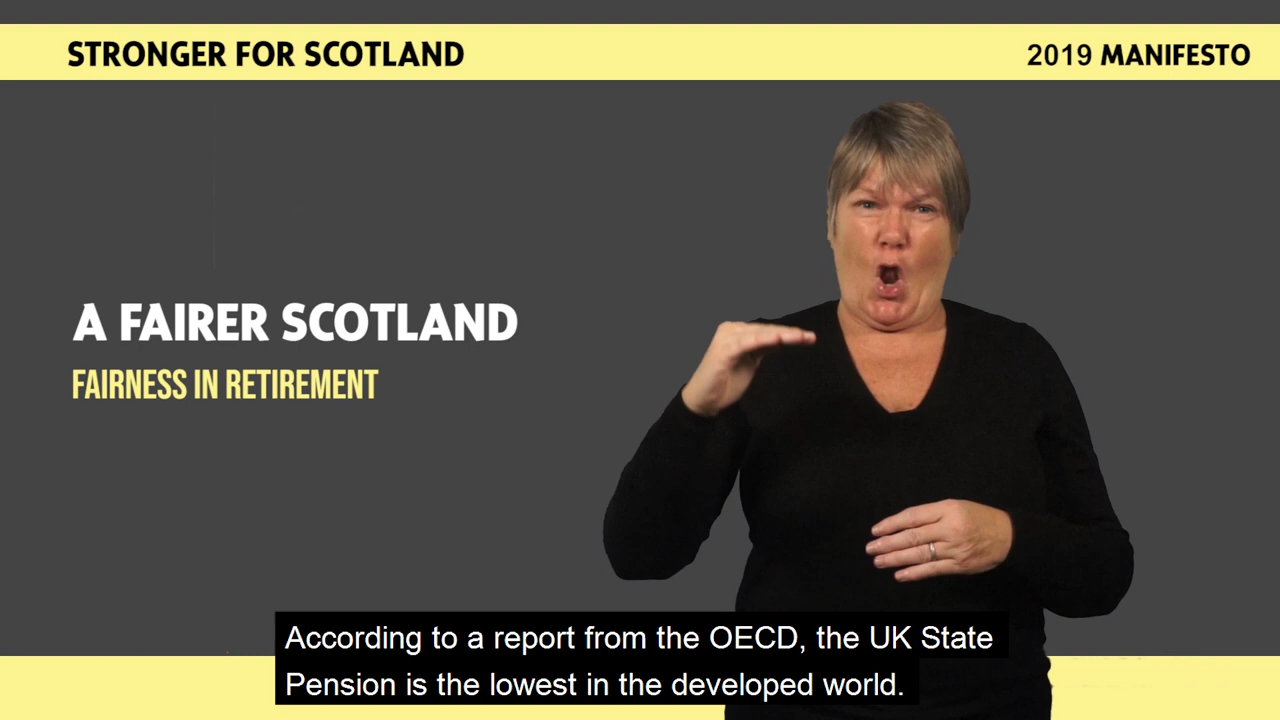 STRONGER FOR SCOTLAND
2019 MANIFESTO
A FAIRER SCOTLAND
FAIRNESS IN RETIREMENT
According to a report from the OECD, the UK State
Pension is the lowest in the developed world.